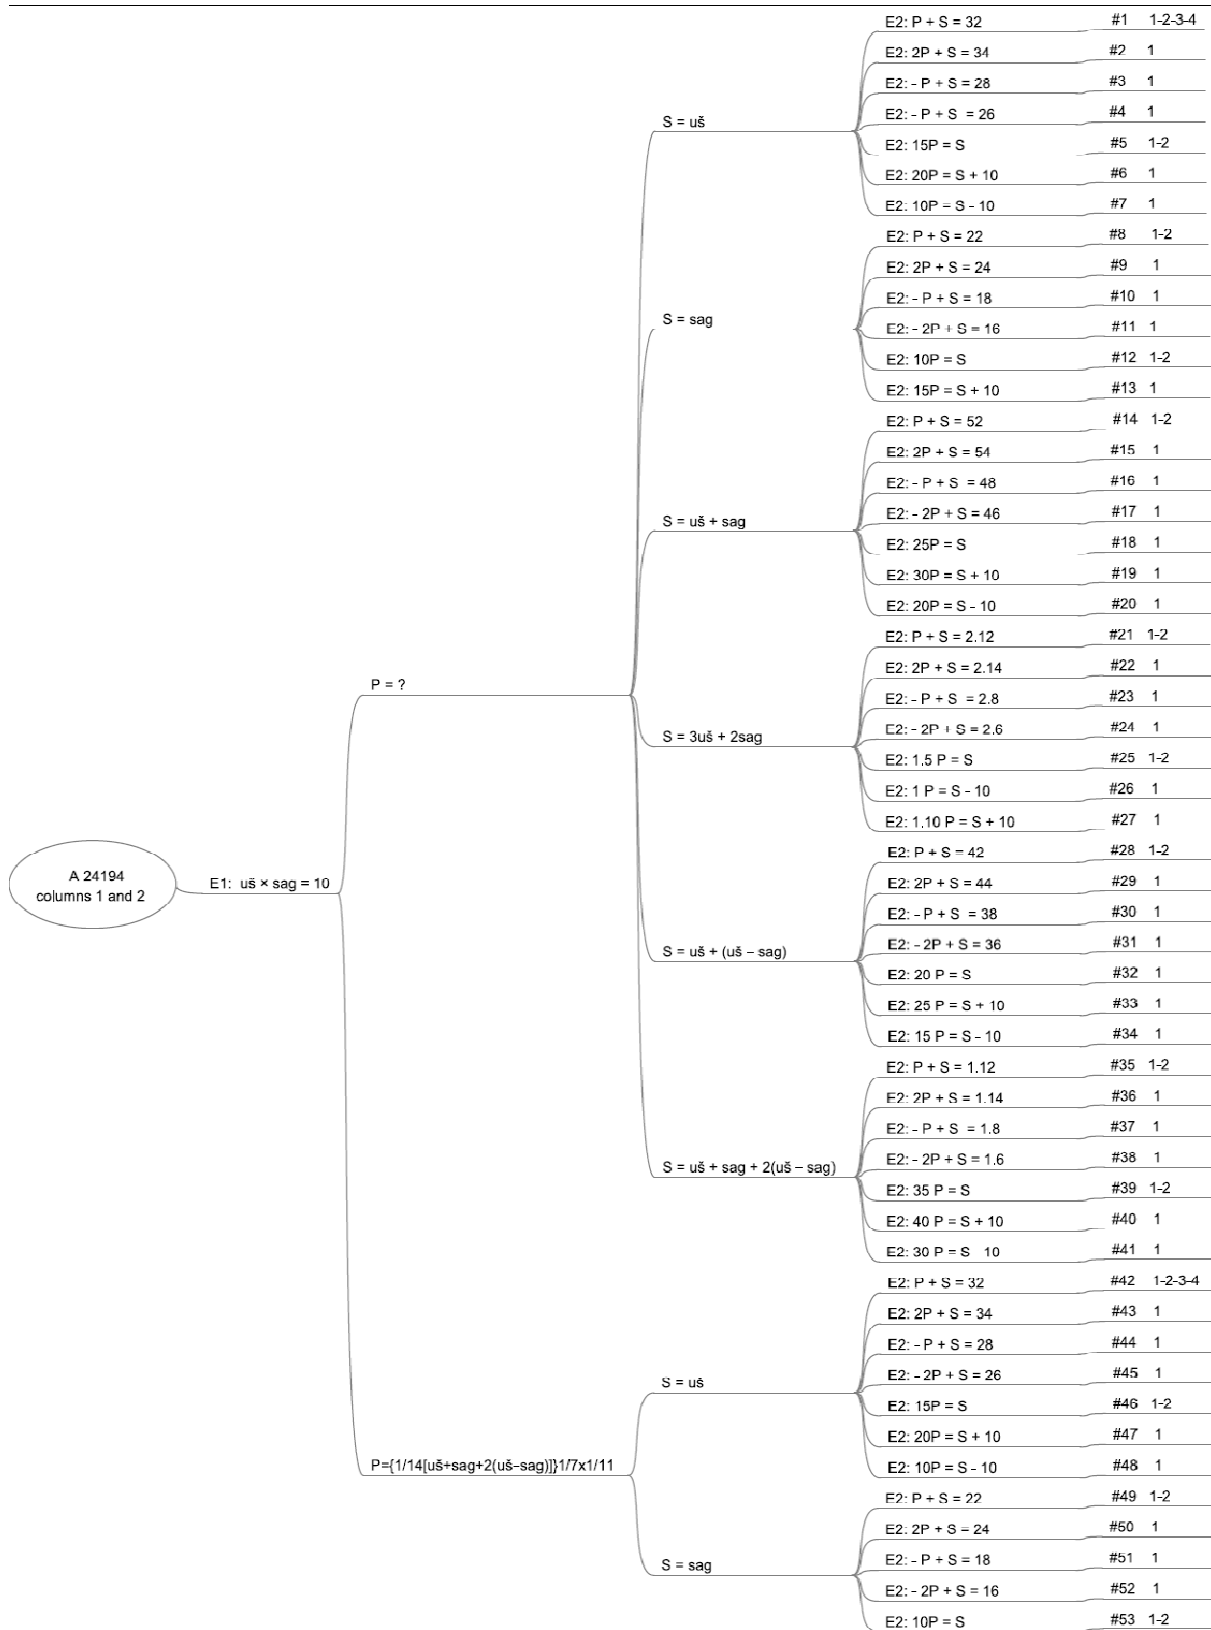 E2: P + S = 32 #1 1-2-3-4
E2: 2P + S = 34 #2 1
E2: - P + S = 28 #3 1
E2: - P + S = 26 #4 1
S = uš
E2: 15P = S #5 1-2
E2: 20P = S + 10 #6 1
E2: 10P = S - 10 #7 1
E2: P + S = 22 #8 1-2
E2: 2P + S = 24 #9 1
E2: - P + S = 18 #10 1
S = sag
E2: - 2P + S = 16 #11 1
E2: 10P = S #12 1-2
E2: 15P = S + 10 #13 1
E2: P + S = 52 #14 1-2
E2: 2P + S = 54 #15 1
E2: - P + S = 48 #16 1
E2: - 2P + S = 46 #17 1
S = uš + sag
E2: 25P = S #18 1
E2: 30P = S + 10 #19 1
E2: 20P = S - 10 #20 1
E2: P + S = 2.12 #21 1-2
E2: 2P + S = 2.14 #22 1
P = ?
E2: - P + S = 2.8 #23 1
E2: - 2P + S = 2.6 #24 1
S = 3uš + 2sag
E2: 1.5 P = S #25 1-2
E2: 1 P = S - 10 #26 1
E2: 1.10 P = S + 10 #27 1
E2: P + S = 42 #28 1-2
A 24194
columns 1 and 2
E1: uš × sag = 10
E2: 2P + S = 44 #29 1
E2: - P + S = 38 #30 1
E2: - 2P + S = 36 #31 1
S = uš + (uš – sag)
E2: 20 P = S #32 1
E2: 25 P = S + 10 #33 1
E2: 15 P = S - 10 #34 1
E2: P + S = 1.12 #35 1-2
E2: 2P + S = 1.14 #36 1
E2: - P + S = 1.8 #37 1
E2: - 2P + S = 1.6 #38 1
S = uš + sag + 2(uš – sag)
E2: 35 P = S #39 1-2
E2: 40 P = S + 10 #40 1
E2: 30 P = S 10 #41 1
E2: P + S = 32 #42 1-2-3-4
E2: 2P + S = 34 #43 1
E2: - P + S = 28 #44 1
E2: - 2P + S = 26 #45 1
S = uš
E2: 15P = S #46 1-2
E2: 20P = S + 10 #47 1
P={1/14[uš+sag+2(uš–sag)]}1/7x1/11
E2: 10P = S - 10 #48 1
E2: P + S = 22 #49 1-2
E2: 2P + S = 24 #50 1
E2: - P + S = 18 #51 1
S = sag
E2: - 2P + S = 16 #52 1
E2: 10P = S #53 1-2